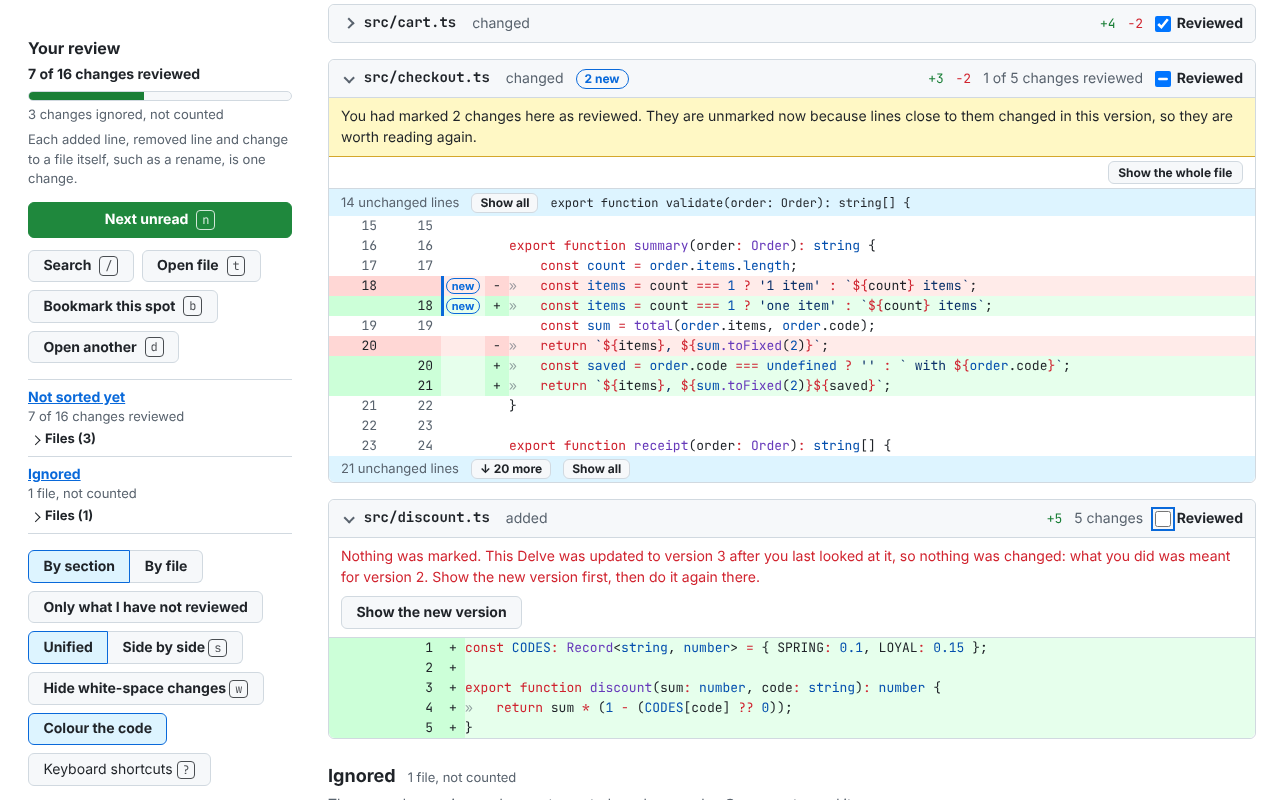 src/cart.ts changed +4 -2 Reviewed
Your review
7 of 16 changes reviewed
3 changes ignored, not counted
Each added line, removed line and change
to a file itself, such as a rename, is one
change.
Next unread n
Search /
Open file t
Bookmark this spot b
Open another d
Not sorted yet
7 of 16 changes reviewed
Files (3)
Ignored
1 file, not counted
Files (1)
By section
By file
Only what I have not reviewed
Unified
Side by side s
Hide white-space changes w
Colour the code
Keyboard shortcuts ?
src/checkout.ts changed 2 new +3 -2 1 of 5 changes reviewed Reviewed
You had marked 2 changes here as reviewed. They are unmarked now because lines close to them changed in this version, so they are
worth reading again.
Show the whole file
14 unchanged lines Show all export function validate(order: Order): string[] {
15 15
16 16 export function summary(order: Order): string {
17 17 const count = order.items.length;
18 new - » const items = count === 1 ? '1 item' : `${count} items`;
18 new + » const items = count === 1 ? 'one item' : `${count} items`;
19 19 const sum = total(order.items, order.code);
20 - » return `${items}, ${sum.toFixed(2)}`;
20 + » const saved = order.code === undefined ? '' : ` with ${order.code}`;
21 + » return `${items}, ${sum.toFixed(2)}${saved}`;
21 22 }
22 23
23 24 export function receipt(order: Order): string[] {
21 unchanged lines ↓ 20 more Show all
src/discount.ts added +5 5 changes Reviewed
Nothing was marked. This Delve was updated to version 3 after you last looked at it, so nothing was changed: what you did was meant
for version 2. Show the new version first, then do it again there.
Show the new version
1 + const CODES: Record<string, number> = { SPRING: 0.1, LOYAL: 0.15 };
2 +
3 + export function discount(sum: number, code: string): number {
4 + » return sum * (1 - (CODES[code] ?? 0));
5 + }
Ignored 1 file, not counted